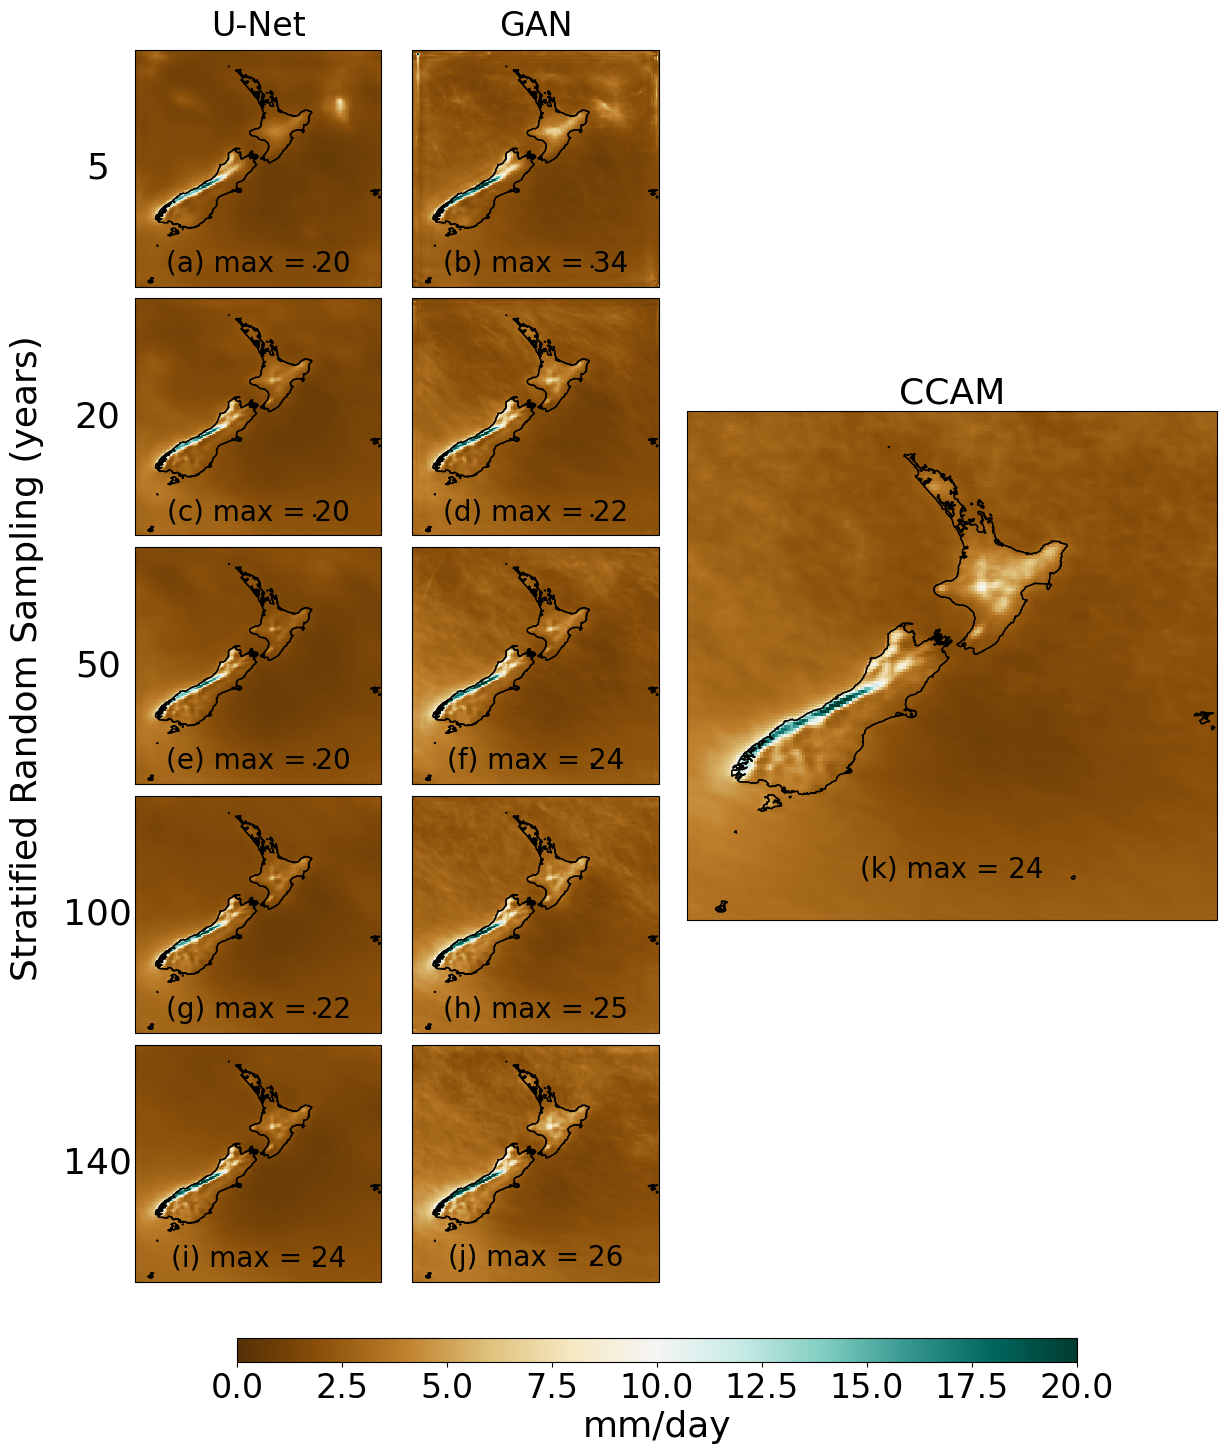 U-Net GAN
5
(a) max = 20 (b) max = 34
20
(c) max = 20 (d) max = 22
CCAM
50
(e) max = 20 (f) max = 24
(k) max = 24
100
(g) max = 22 (h) max = 25
140
(i) max = 24 (j) max = 26
Stratified Random Sampling (years)
0.0 2.5 5.0 7.5 10.0 12.5 15.0 17.5 20.0
mm/day